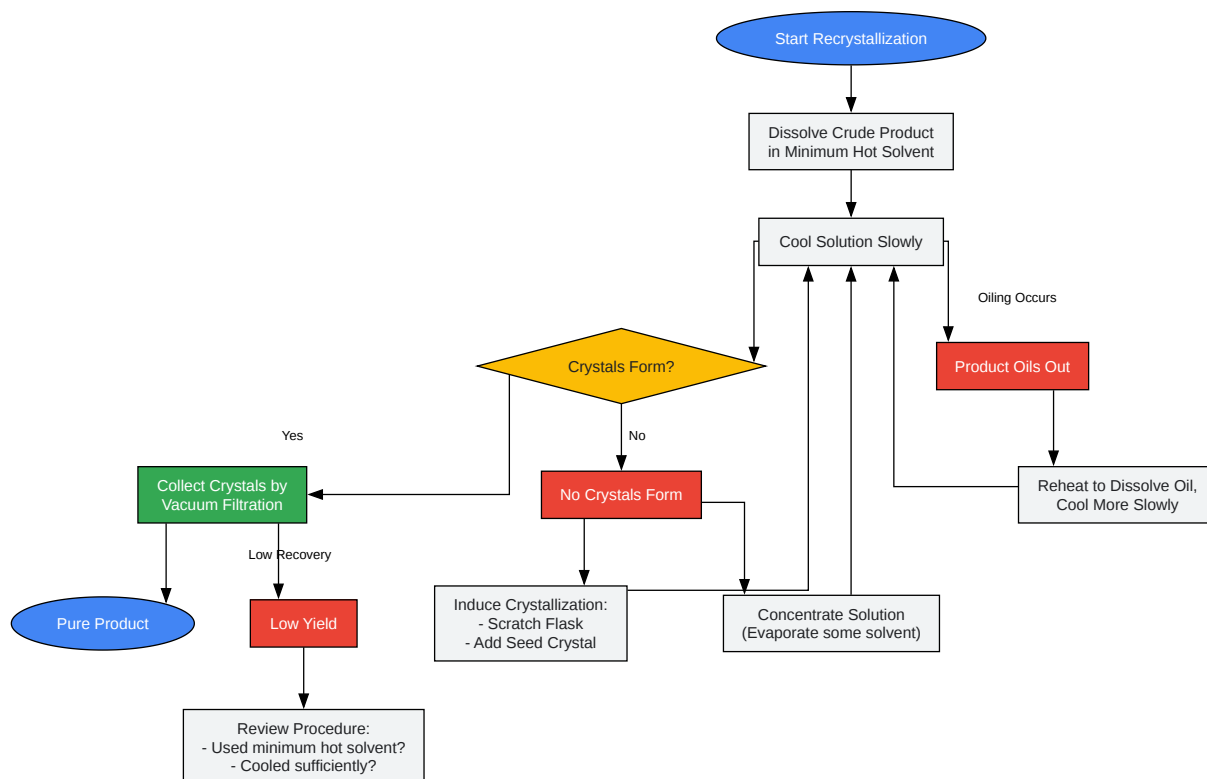 Start Recrystallization
Dissolve Crude Product
in Minimum Hot Solvent
Cool Solution Slowly
Oiling Occurs
Crystals Form?
Product Oils Out
Yes
No
Collect Crystals by
Vacuum Filtration
No Crystals Form
Reheat to Dissolve Oil,
Cool More Slowly
Low Recovery
Pure Product
Low Yield
Induce Crystallization:
- Scratch Flask
- Add Seed Crystal
Concentrate Solution
(Evaporate some solvent)
Review Procedure:
- Used minimum hot solvent?
- Cooled sufficiently?